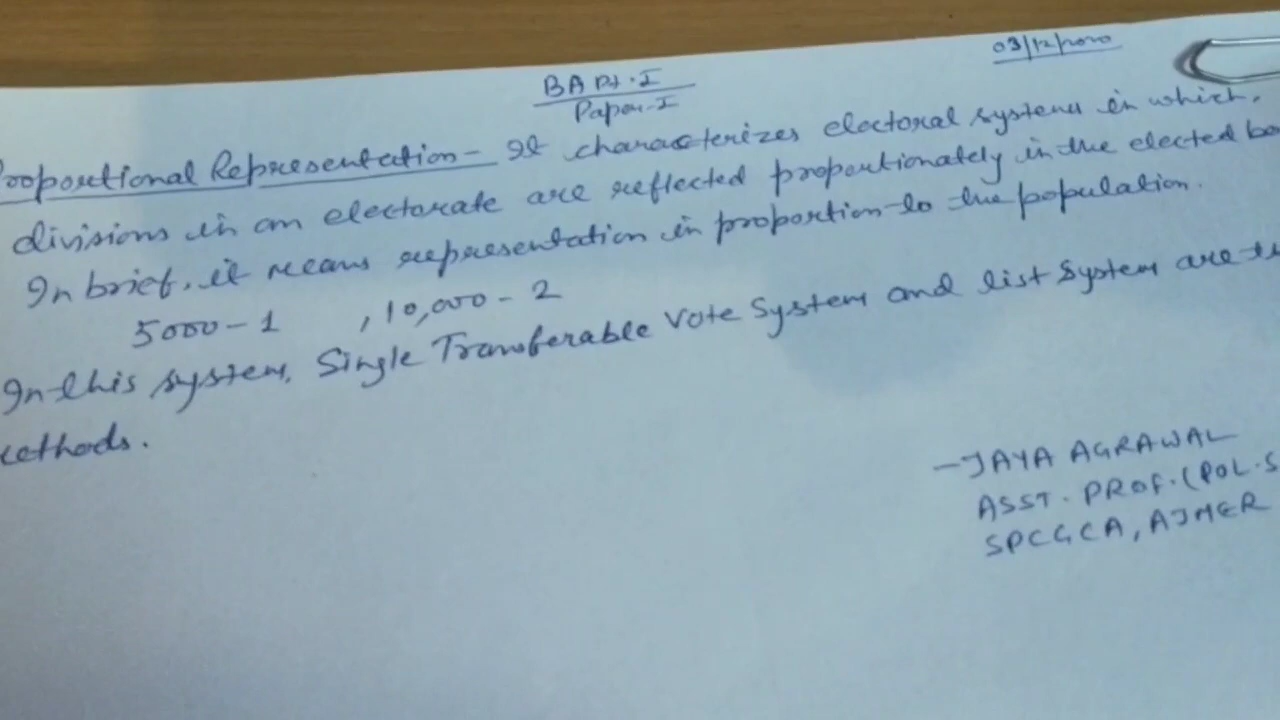 03/12/2020
BA Pt. I
Paper-I
roportional Representation - It characterizes electoral systems in which,
divisions in an electorate are reflected proportionately in the elected bo
In brief, it means representation in proportion to the population.
5000-1 , 10,000-2
In this system, Single Transferable Vote System and list System are t
ethods.
- JAYA AGRAWAL
ASST. PROF. (POL. S
SPCGCA, AJMER